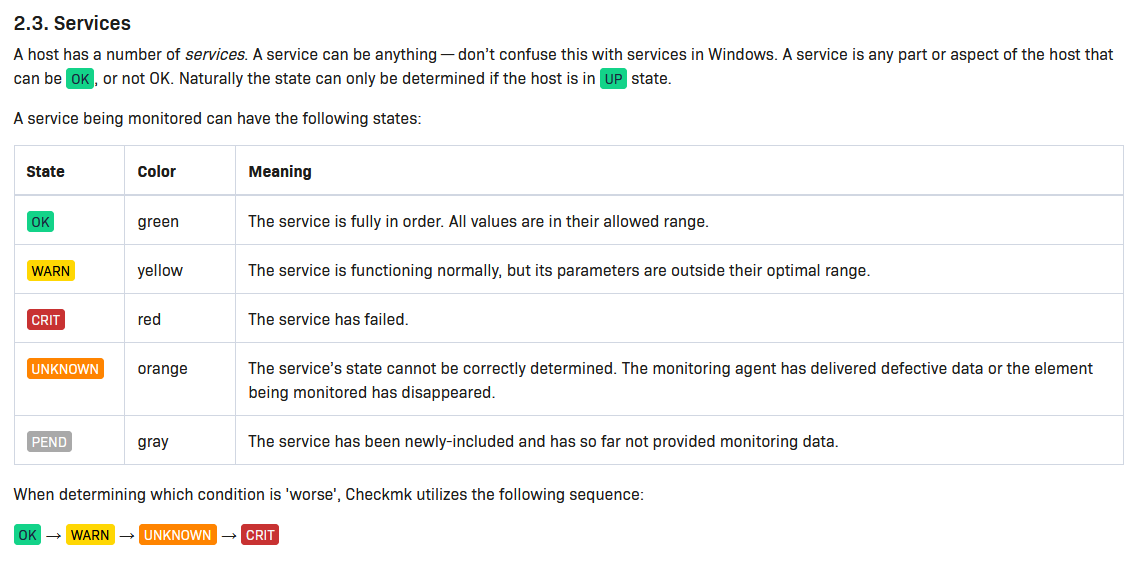 2.3. Services
A host has a number of services. A service can be anything — don't confuse this with services in Windows. A service is any part or aspect of the host that
can be OK, or not OK. Naturally the state can only be determined if the host is in UP state.
A service being monitored can have the following states:
State Color Meaning
OK green The service is fully in order. All values are in their allowed range.
WARN yellow The service is functioning normally, but its parameters are outside their optimal range.
CRIT red The service has failed.
UNKNOWN orange The service's state cannot be correctly determined. The monitoring agent has delivered defective data or the element
being monitored has disappeared.
PEND gray The service has been newly-included and has so far not provided monitoring data.
When determining which condition is 'worse', Checkmk utilizes the following sequence:
OK → WARN → UNKNOWN → CRIT